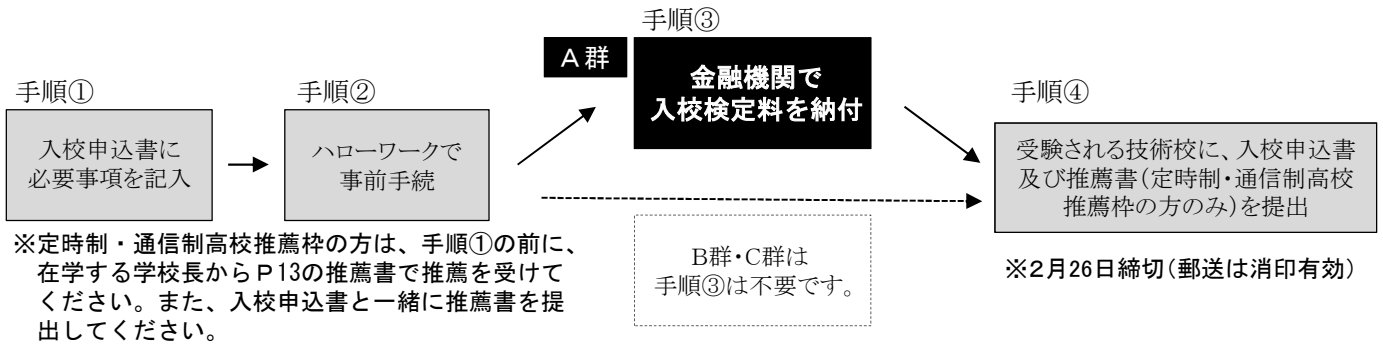 手順①
入校申込書に
必要事項を記入
手順②
ハローワークで
事前手続
A群
手順③
金融機関で
入校検定料を納付
手順④
受験される技術校に、入校申込書
及び推薦書(定時制・通信制高校
推薦枠の方のみ)を提出
※定時制・通信制高校推薦枠の方は、手順①の前に、
在学する学校長からP13の推薦書で推薦を受けて
ください。また、入校申込書と一緒に推薦書を提
出してください。
B群・C群は
手順③は不要です。
※2月26日締切(郵送は消印有効)